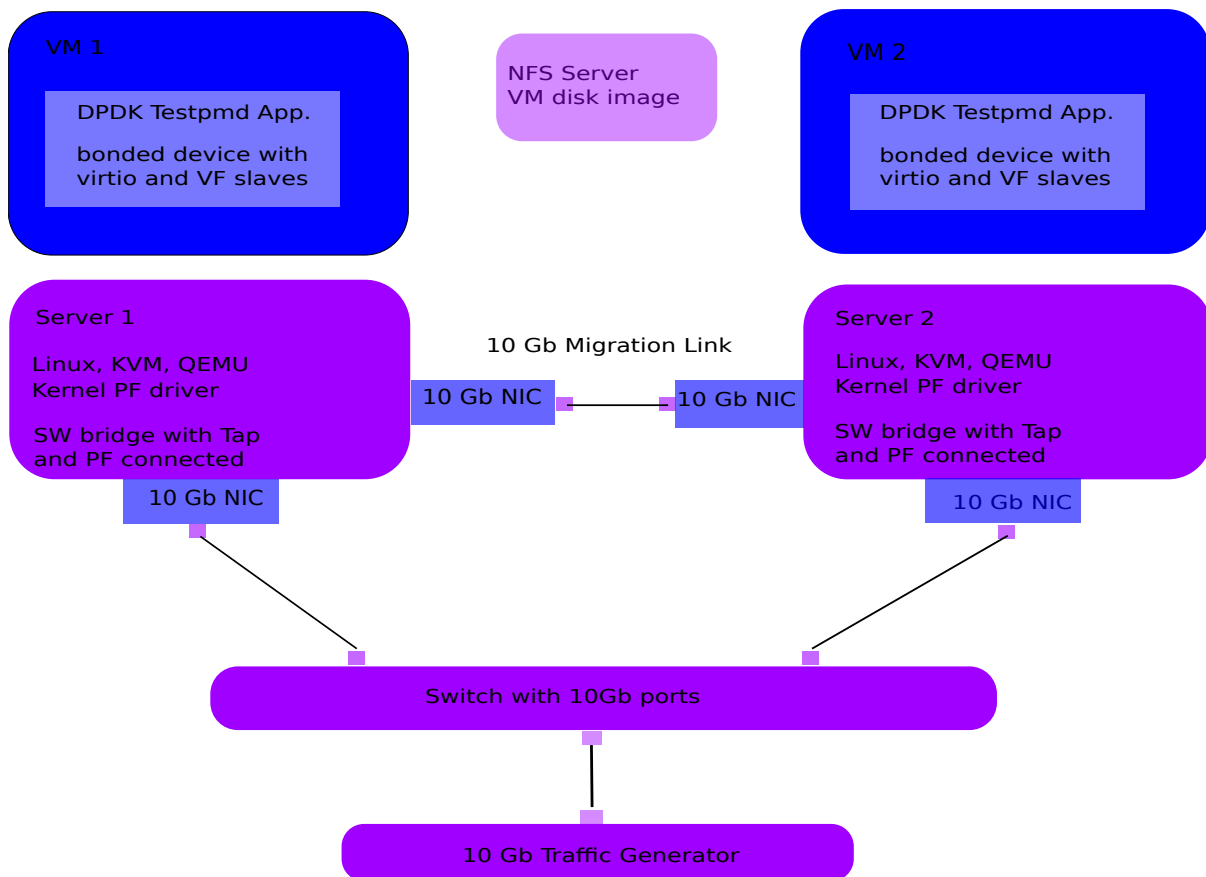 VM 1
DPDK Testpmd App.
bonded device with
virtio and VF slaves
NFS Server
VM disk image
VM 2
DPDK Testpmd App.
bonded device with
virtio and VF slaves
Server 1
Linux, KVM, QEMU
Kernel PF driver
SW bridge with Tap
and PF connected
10 Gb NIC
10 Gb Migration Link
10 Gb NIC
10 Gb NIC
Server 2
Linux, KVM, QEMU
Kernel PF driver
SW bridge with Tap
and PF connected
10 Gb NIC
Switch with 10Gb ports
10 Gb Traffic Generator